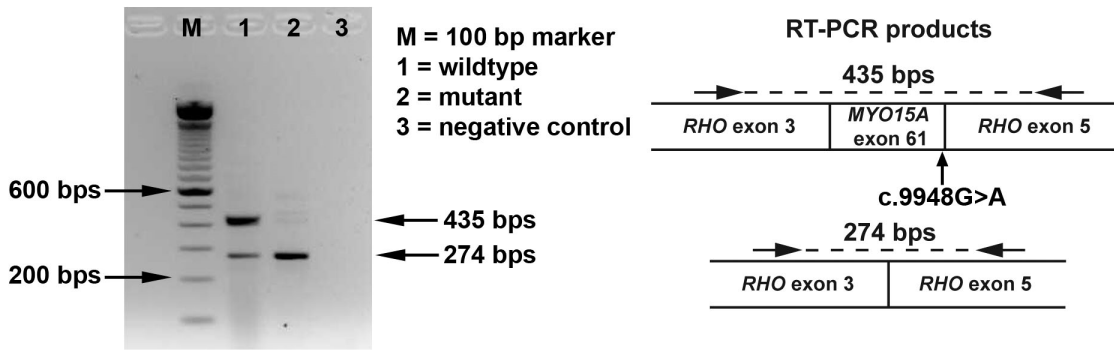 M 1 2 3
M = 100 bp marker
1 = wildtype
2 = mutant
3 = negative control
600 bps
435 bps
274 bps
200 bps
RT-PCR products
435 bps
RHO exon 3
MYO15A
exon 61
RHO exon 5
c.9948G>A
274 bps
RHO exon 3
RHO exon 5